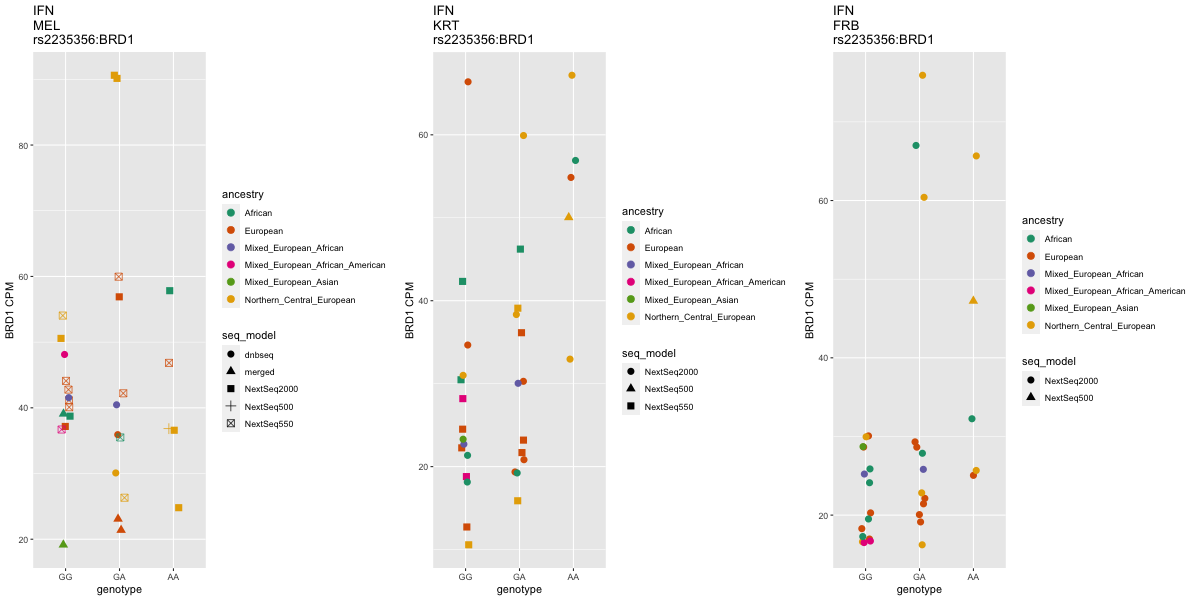 IFN
MEL
rs2235356:BRD1
BRD1 CPM
80
60
40
20
GG
GA
AA
genotype
ancestry
African
European
Mixed_European_African
Mixed_European_African_American
Mixed_European_Asian
Northern_Central_European
seq_model
dnbseq
merged
NextSeq2000
NextSeq500
NextSeq550
IFN
KRT
rs2235356:BRD1
BRD1 CPM
60
40
20
GG
GA
AA
genotype
ancestry
African
European
Mixed_European_African
Mixed_European_African_American
Mixed_European_Asian
Northern_Central_European
seq_model
NextSeq2000
NextSeq500
NextSeq550
IFN
FRB
rs2235356:BRD1
BRD1 CPM
60
40
20
GG
GA
AA
genotype
ancestry
African
European
Mixed_European_African
Mixed_European_African_American
Mixed_European_Asian
Northern_Central_European
seq_model
NextSeq2000
NextSeq500